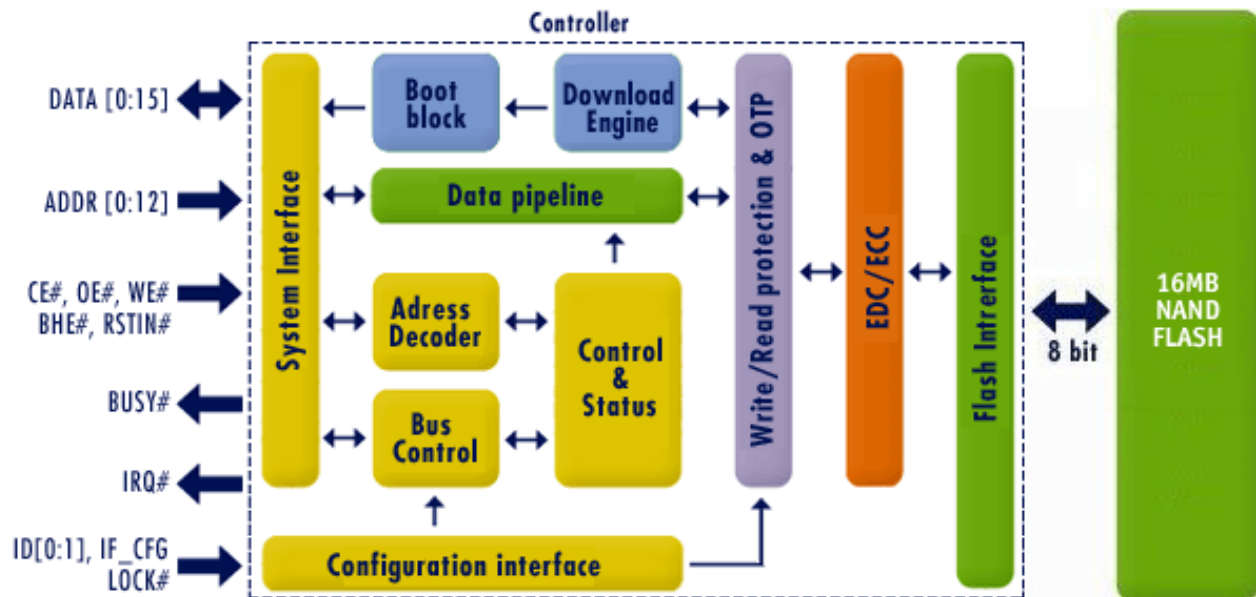 Controller
DATA [0:15]
ADDR [0:12]
CE#, OE#, WE#
BHE#, RSTIN#
BUSY#
IRQ#
ID[0:1], IF_CFG
LOCK#
System Interface
Boot
block
Download
Engine
Data pipeline
Adress
Decoder
Bus
Control
Control
&
Status
Configuration interface
Write/Read protection & OTP
EDC/ECC
Flash Intrerface
8 bit
16MB
NAND
FLASH